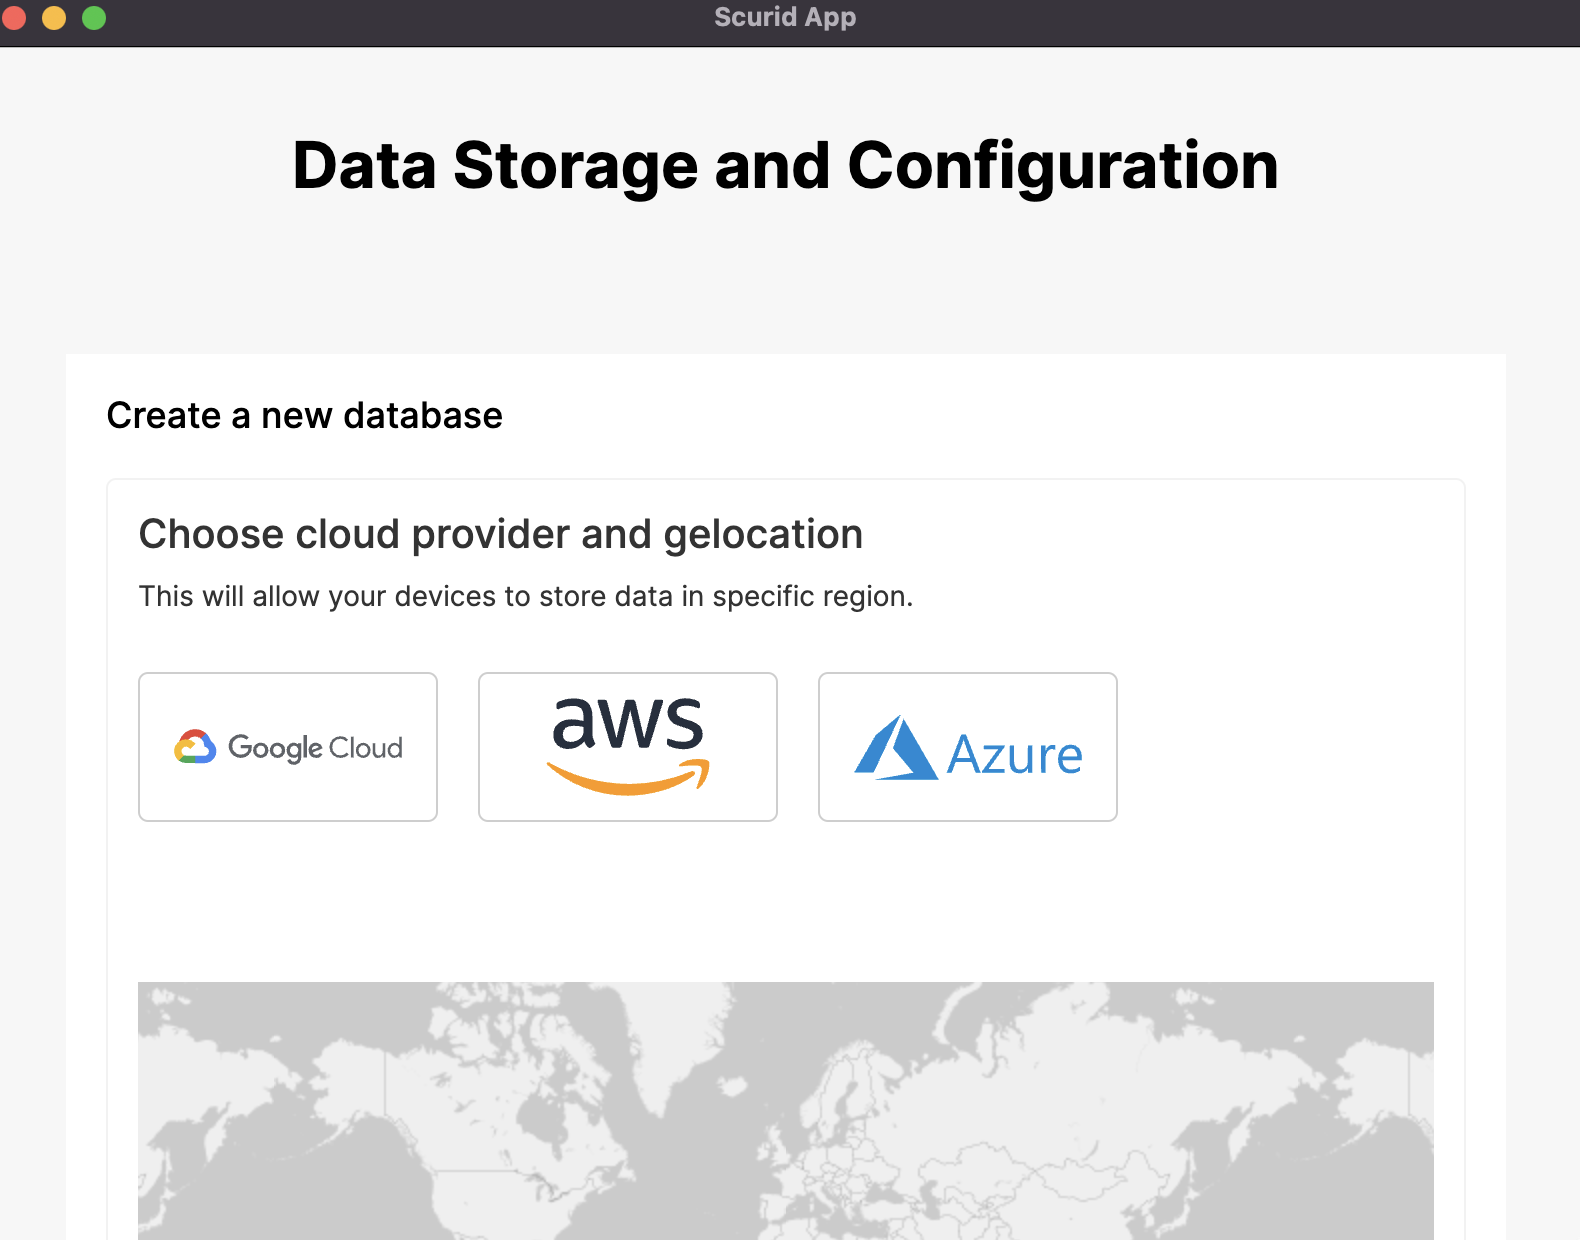 Scurid App
Data Storage and Configuration
Create a new database
Choose cloud provider and gelocation
This will allow your devices to store data in specific region.
Google Cloud
aws
Azure